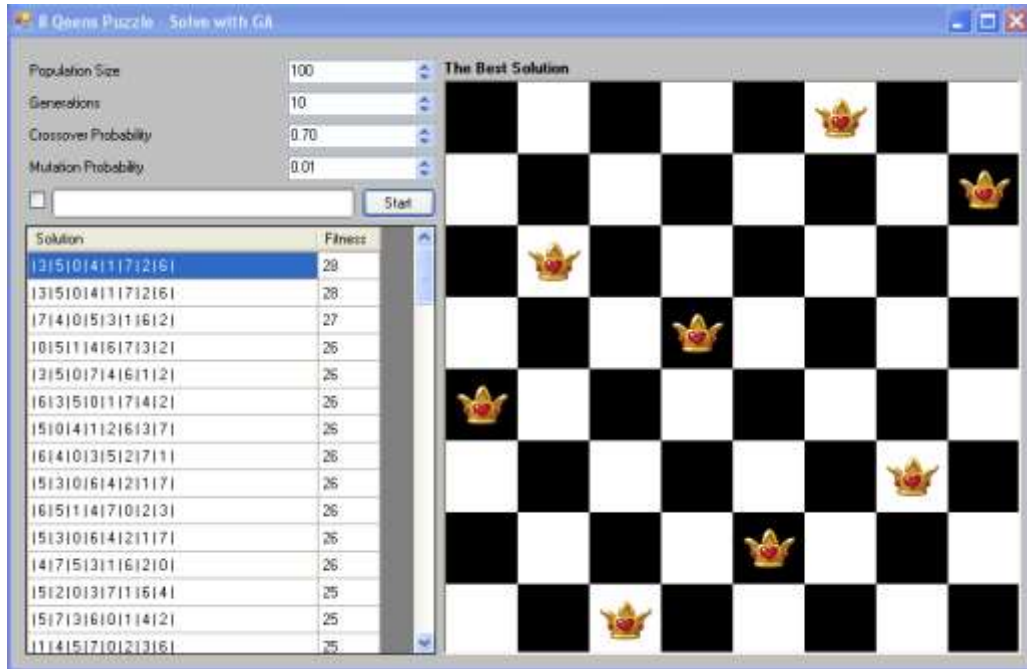 8 Qoens Puzzle - Solve with GA
Population Size 100
The Best Solution
Generations 10
Crossover Probability 0.70
Mutation Probability 0.01
Start
Solution Fitness
|3|5|0|4|1|7|2|6| 28
|3|5|0|4|1|7|2|6| 28
|7|4|0|5|3|1|6|2| 27
|0|5|1|4|6|7|3|2| 26
|3|5|0|7|4|6|1|2| 26
|6|3|5|0|1|7|4|2| 26
|5|0|4|1|2|6|3|7| 26
|6|4|0|3|5|2|7|1| 26
|5|3|0|6|4|2|1|7| 26
|6|5|1|4|7|0|2|3| 26
|5|3|0|6|4|2|1|7| 26
|4|7|5|3|1|6|2|0| 26
|5|2|0|3|7|1|6|4| 25
|5|7|3|6|0|1|4|2| 25
|1|4|5|7|0|2|3|6| 25